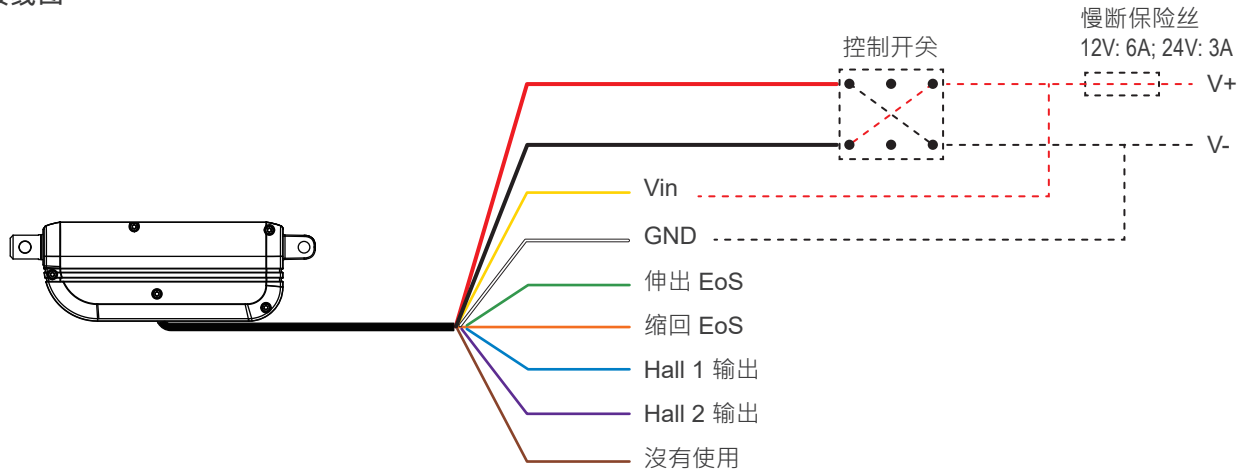 线图
慢断保险丝
12V: 6A; 24V: 3A
控制开关
V+
V-
Vin
GND
伸出 EoS
缩回 EoS
Hall 1 输出
Hall 2 输出
沒有使用